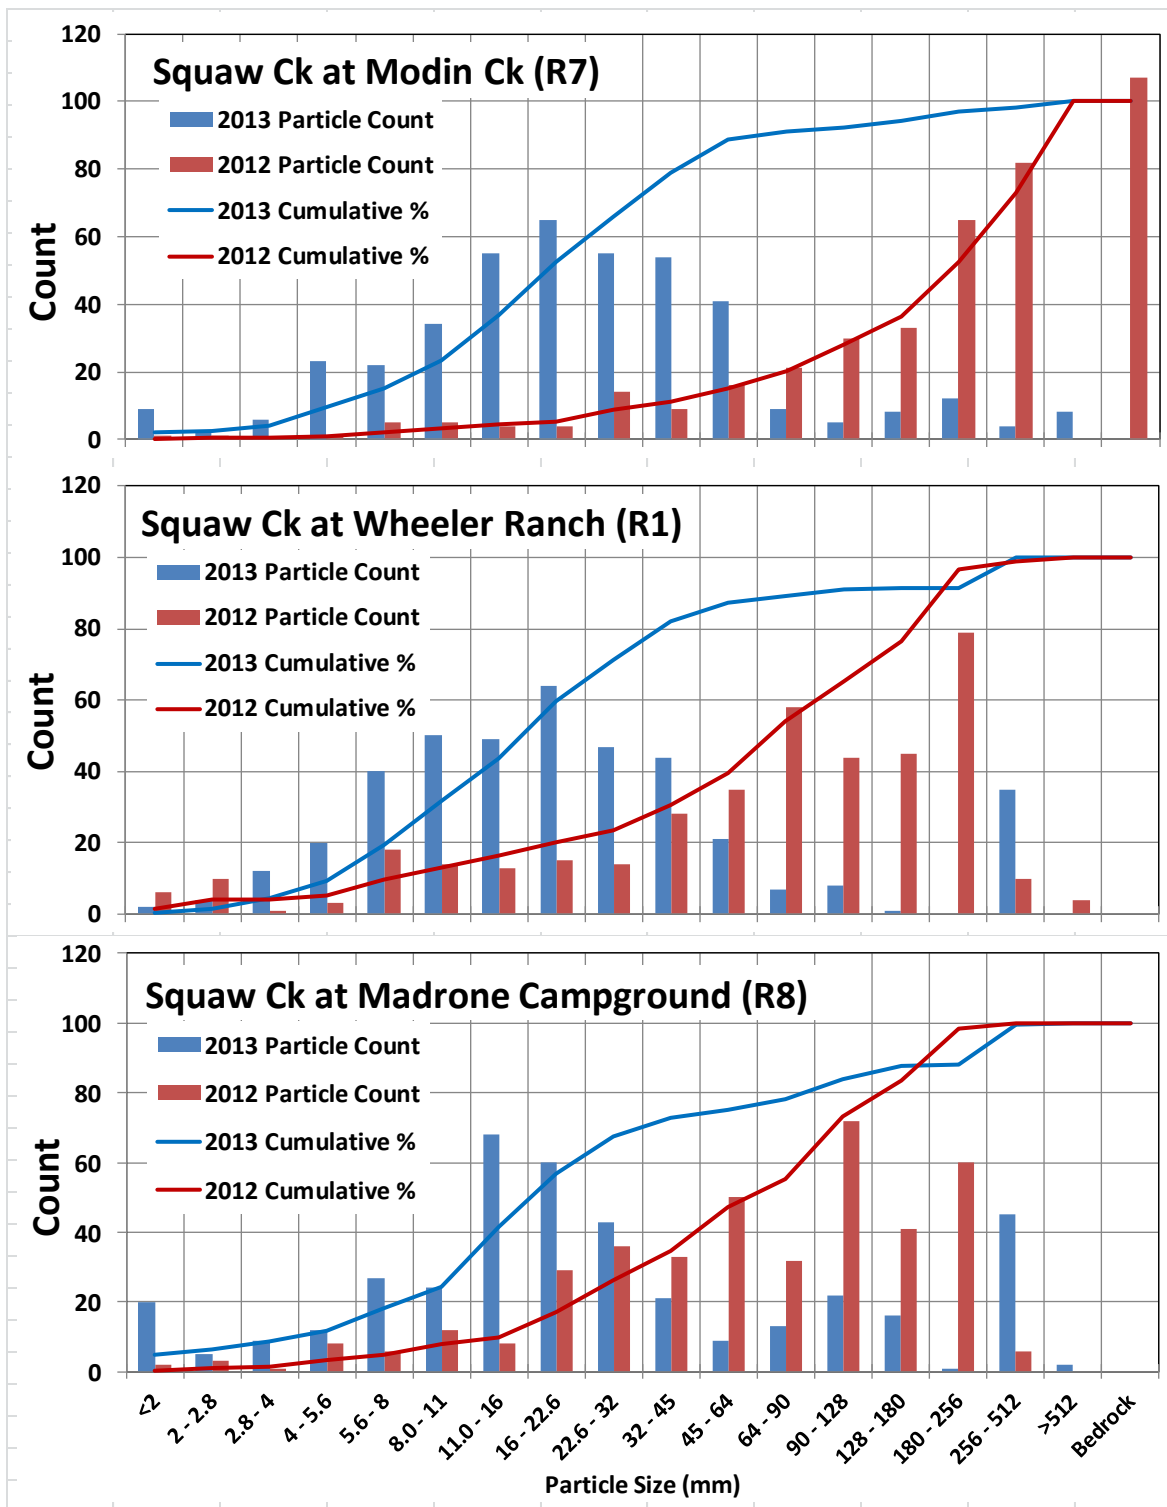 120
Squaw Ck at Modin Ck (R7)
100
2013 Particle Count
2012 Particle Count
80
2013 Cumulative %
60
2012 Cumulative %
Count
40
20
0
120
Squaw Ck at Wheeler Ranch (R1)
100
2013 Particle Count
2012 Particle Count
80
2013 Cumulative %
60
2012 Cumulative %
Count
40
20
0
120
Squaw Ck at Madrone Campground (R8)
100
2013 Particle Count
2012 Particle Count
80
2013 Cumulative %
60
2012 Cumulative %
Count
40
20
0
<2
2 - 2.8
2.8 - 4
4 - 5.6
5.6 - 8
8.0 - 11
11.0 - 16
16 - 22.6
22.6 - 32
32 - 45
45 - 64
64 - 90
90 - 128
128 - 180
180 - 256
256 - 512
>512
Bedrock
Particle Size (mm)